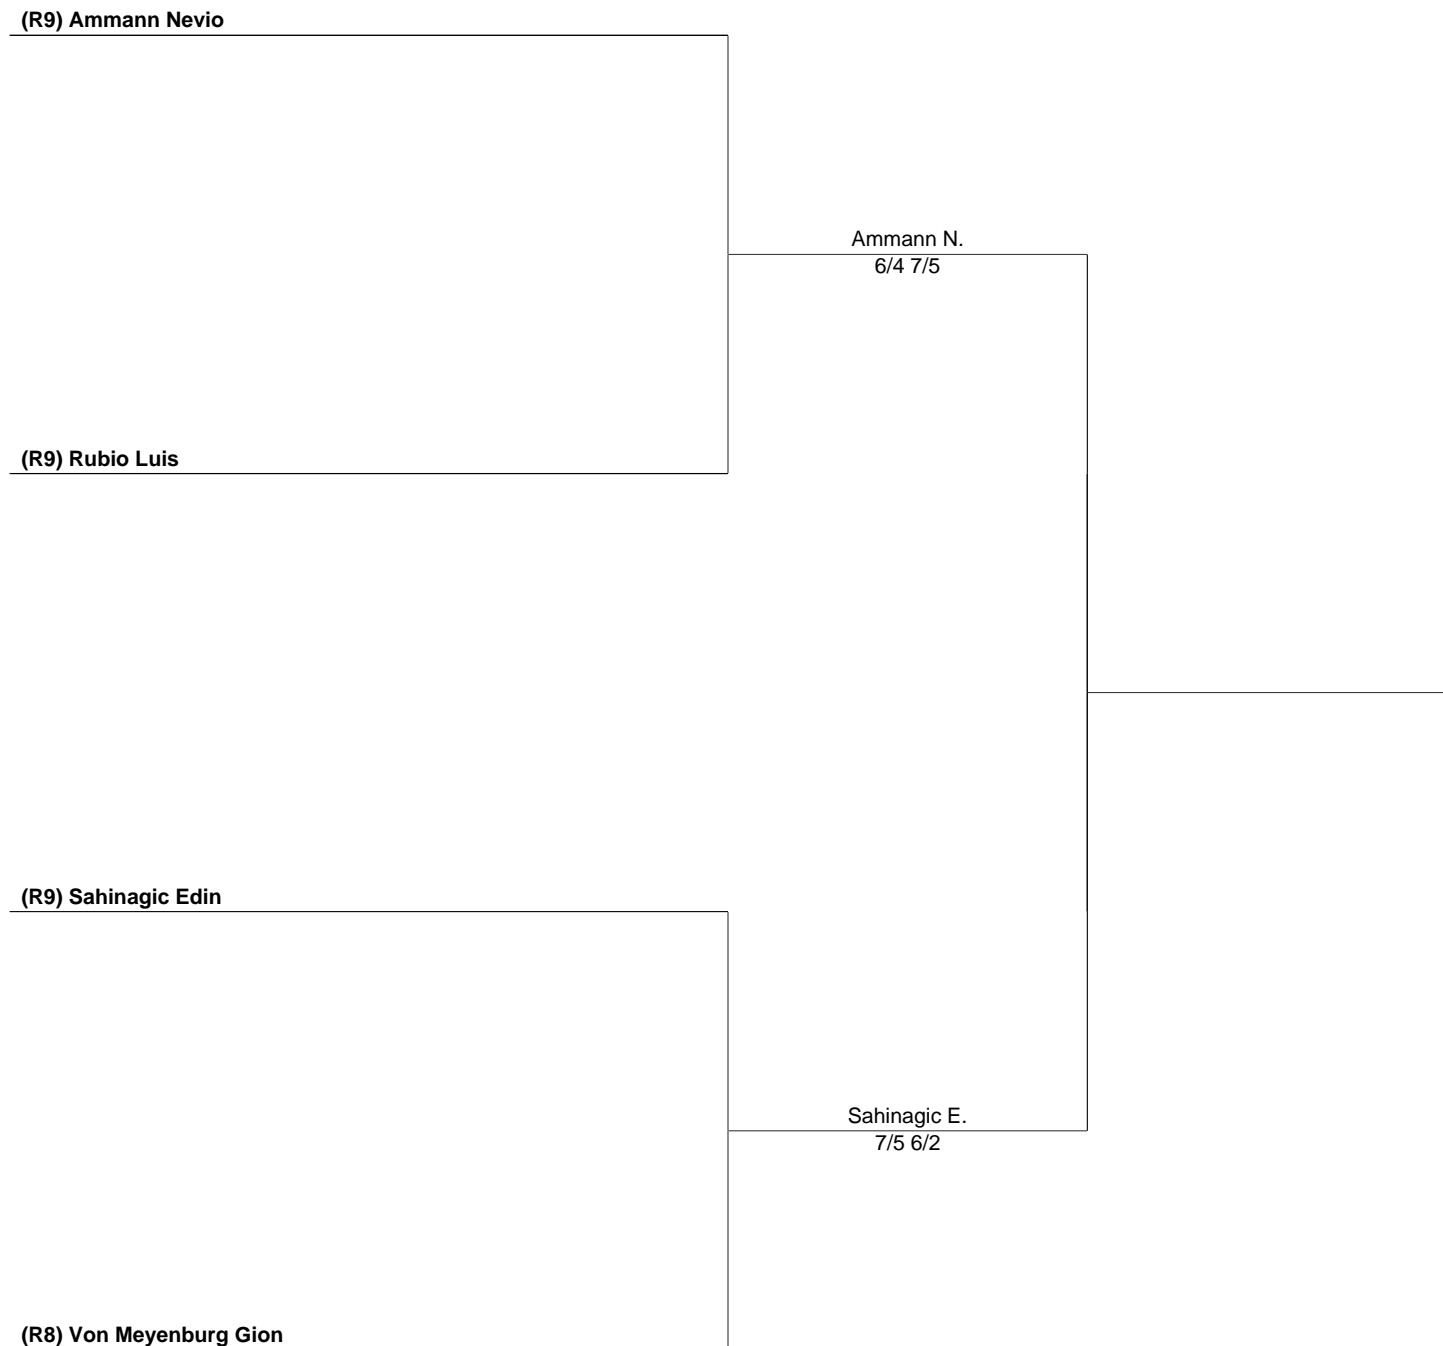 (R9) Ammann Nevio
Ammann N.
6/4 7/5
(R9) Rubio Luis
(R9) Sahinagic Edin
Sahinagic E.
7/5 6/2
(R8) Von Meyenburg Gion